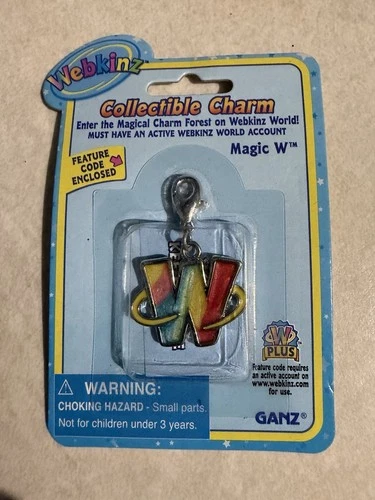 Webkinz™
Collectible Charm
Enter the Magical Charm Forest on Webkinz World!
MUST HAVE AN ACTIVE WEBKINZ WORLD ACCOUNT
Magic W™
FEATURE
CODE
ENCLOSED
W
W
PLUS
Feature code requires
an active account on
www.webkinz.com
for use.
⚠ WARNING:
CHOKING HAZARD - Small parts.
Not for children under 3 years.
GANZ®